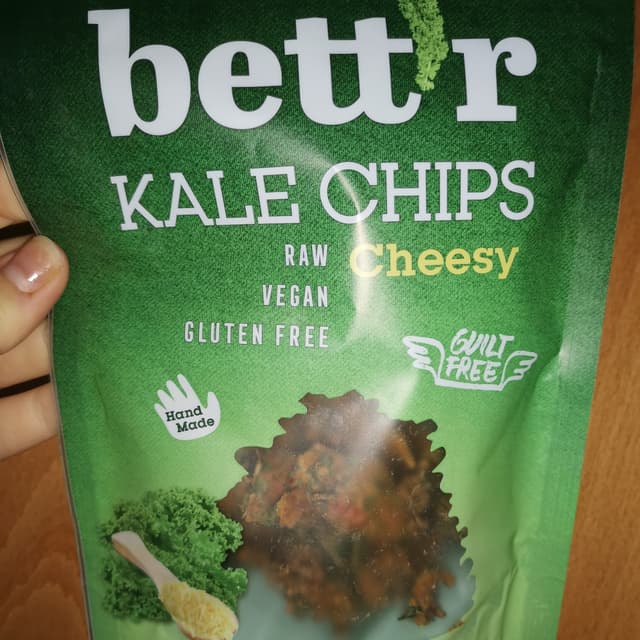 bett'r
KALE CHIPS
Cheesy
RAW
VEGAN
GLUTEN FREE
GUILT
FREE
Hand
Made